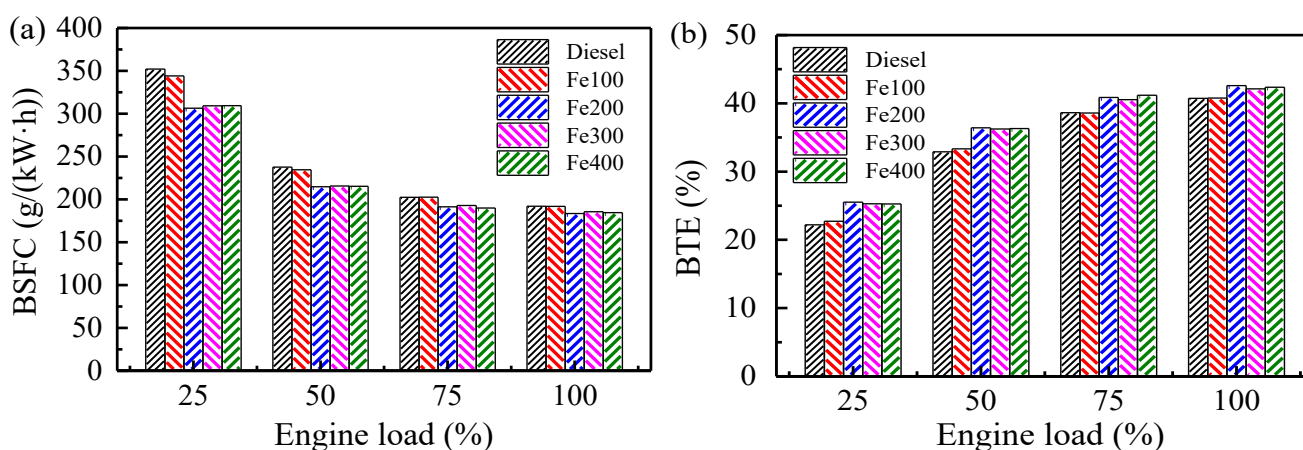 (a)
BSFC (g/(kW·h))
400
350
300
250
200
150
100
50
0
Diesel
Fe100
Fe200
Fe300
Fe400
25 50 75 100
Engine load (%)
(b)
BTE (%)
50
40
30
20
10
0
Diesel
Fe100
Fe200
Fe300
Fe400
25 50 75 100
Engine load (%)